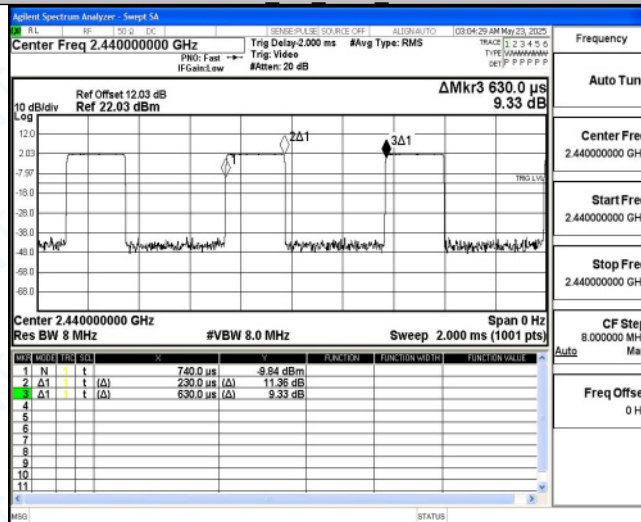 Agilent Spectrum Analyzer - Swept SA
RL RF 50 Ω DC SENSE:PULSE SOURCE OFF ALIGNAUTO 03:04:29 AM May 23, 2025
Center Freq 2.440000000 GHz
PNO: Fast
IFGain:Low
Trig Delay-2.000 ms #Avg Type: RMS
Trig: Video
#Atten: 20 dB
TRACE 1 2 3 4 5 6
TYPE
DET P P P P P P
Frequency
Ref Offset 12.03 dB
10 dB/div Ref 22.03 dBm
Log
ΔMkr3 630.0 µs
9.33 dB
12.0
2.03
-7.97
-18.0
-28.0
-38.0
-48.0
-58.0
-68.0
1
2Δ1
3Δ1
TRIG LVL
Center 2.440000000 GHz Span 0 Hz
Res BW 8 MHz #VBW 8.0 MHz Sweep 2.000 ms (1001 pts)
MKR MODE TRC SCL X Y FUNCTION FUNCTION WIDTH FUNCTION VALUE
1 N 1 t 740.0 µs -9.84 dBm
2 Δ1 1 t (Δ) 230.0 µs (Δ) 11.36 dB
3 Δ1 1 t (Δ) 630.0 µs (Δ) 9.33 dB
4
5
6
7
8
9
10
11
MSG STATUS
Auto Tun
Center Fre
2.440000000 GH
Start Fre
2.440000000 GH
Stop Fre
2.440000000 GH
CF Ste
8.000000 MH
Auto Ma
Freq Offse
0 H